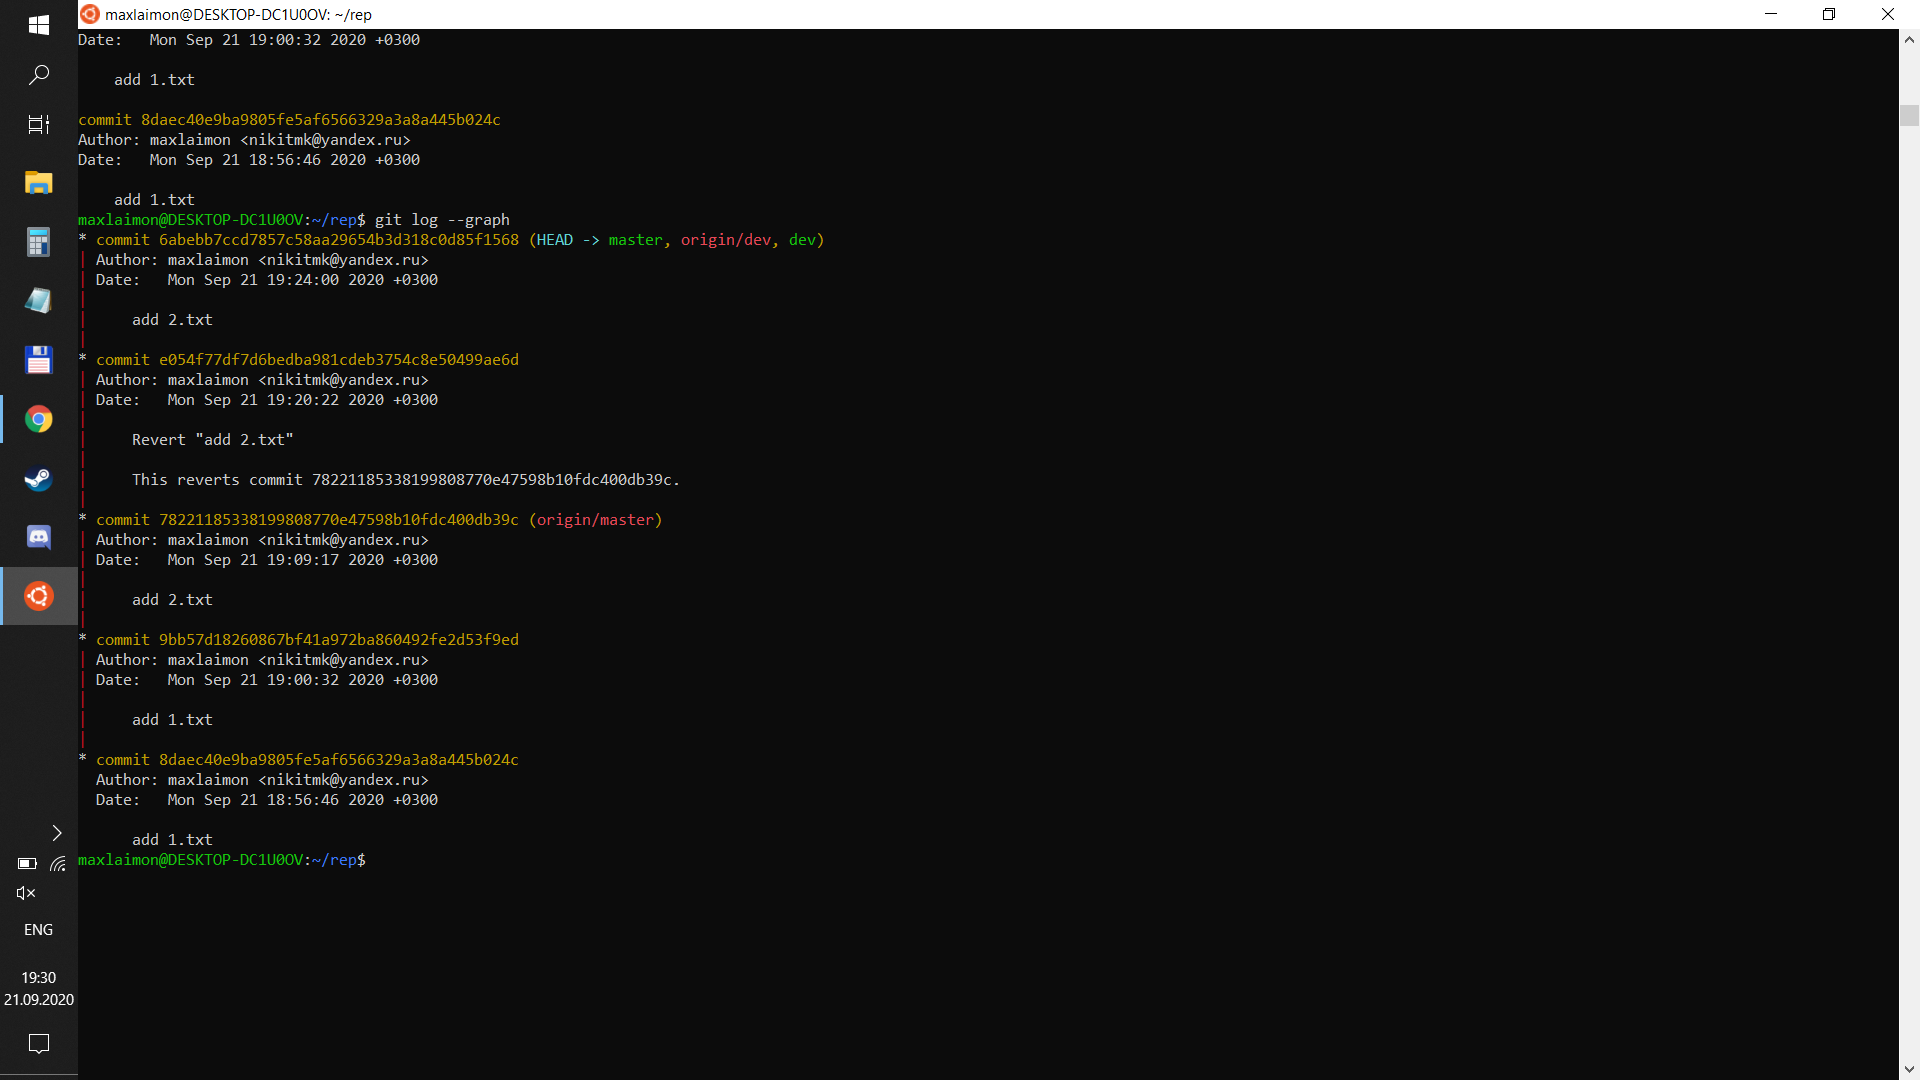 maxlaimon@DESKTOP-DC1U0OV: ~/rep
Date:   Mon Sep 21 19:00:32 2020 +0300
    add 1.txt
commit 8daec40e9ba9805fe5af6566329a3a8a445b024c
Author: maxlaimon <nikitmk@yandex.ru>
Date:   Mon Sep 21 18:56:46 2020 +0300
    add 1.txt
maxlaimon@DESKTOP-DC1U0OV:~/rep$ git log --graph
* commit 6abebb7ccd7857c58aa29654b3d318c0d85f1568 (HEAD -> master, origin/dev, dev)
| Author: maxlaimon <nikitmk@yandex.ru>
| Date:   Mon Sep 21 19:24:00 2020 +0300
|
|     add 2.txt
|
* commit e054f77df7d6bedba981cdeb3754c8e50499ae6d
| Author: maxlaimon <nikitmk@yandex.ru>
| Date:   Mon Sep 21 19:20:22 2020 +0300
|
|     Revert "add 2.txt"
|
|     This reverts commit 78221185338199808770e47598b10fdc400db39c.
|
* commit 78221185338199808770e47598b10fdc400db39c (origin/master)
| Author: maxlaimon <nikitmk@yandex.ru>
| Date:   Mon Sep 21 19:09:17 2020 +0300
|
|     add 2.txt
|
* commit 9bb57d18260867bf41a972ba860492fe2d53f9ed
| Author: maxlaimon <nikitmk@yandex.ru>
| Date:   Mon Sep 21 19:00:32 2020 +0300
|
|     add 1.txt
|
* commit 8daec40e9ba9805fe5af6566329a3a8a445b024c
  Author: maxlaimon <nikitmk@yandex.ru>
  Date:   Mon Sep 21 18:56:46 2020 +0300
      add 1.txt
maxlaimon@DESKTOP-DC1U0OV:~/rep$
ENG
19:30
21.09.2020